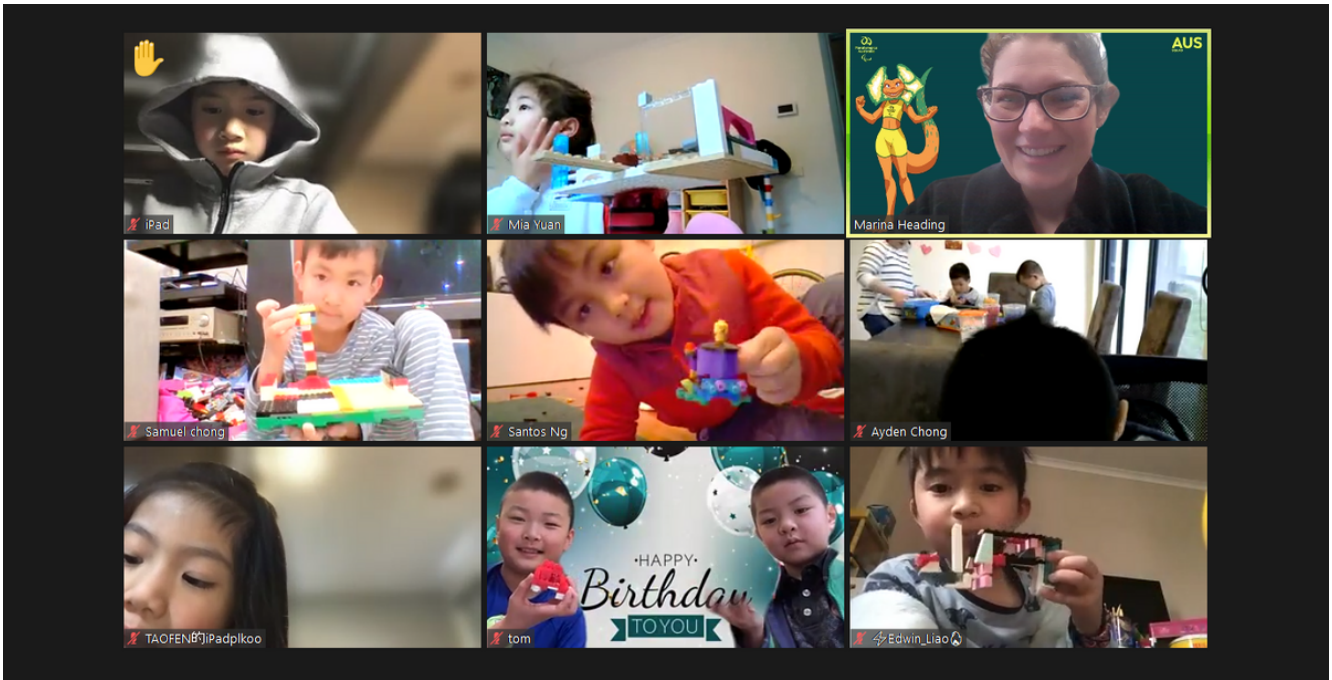 AUS
iPad
Mia Yuan
Marina Heading
Samuel chong
Santos Ng
Ayden Chong
·HAPPY·
Birthday
TO YOU
tom
Edwin_Liao